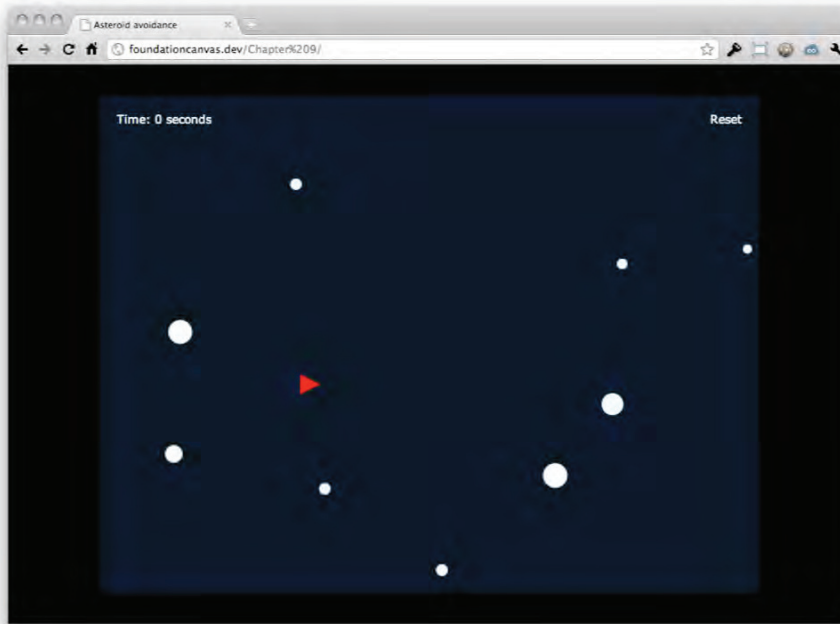 Asteroid avoidance
foundationcanvas.dev/Chapter%209/
Time: 0 seconds
Reset